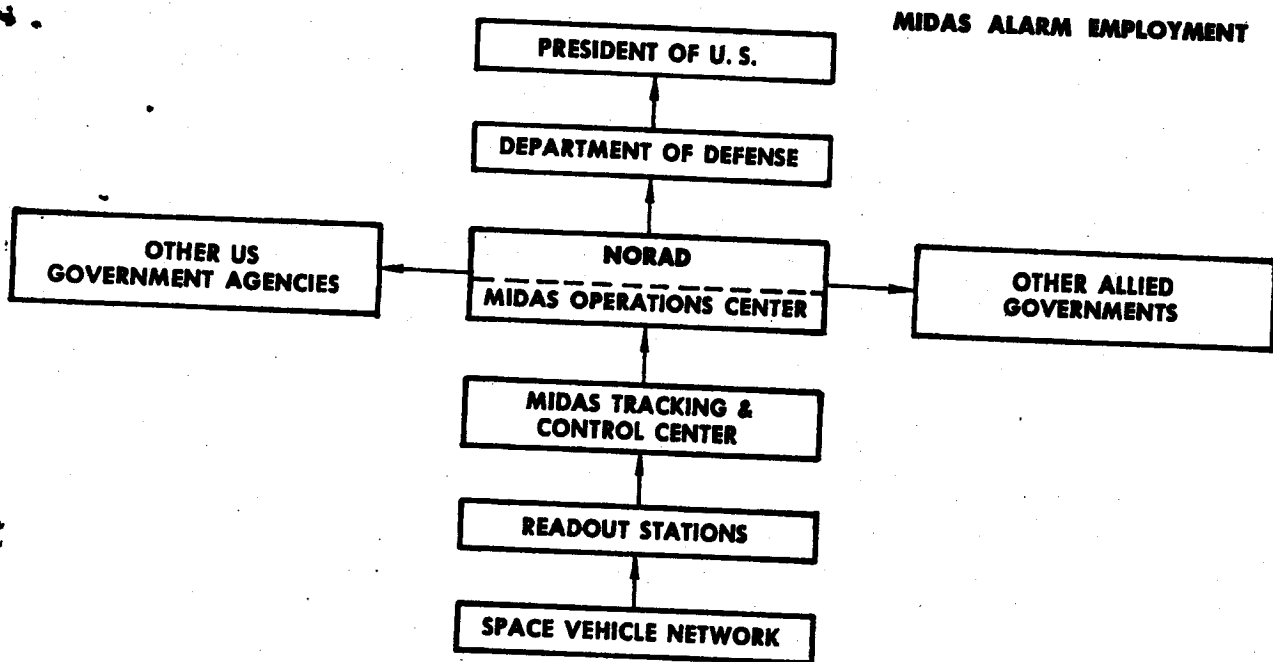 MIDAS ALARM EMPLOYMENT
PRESIDENT OF U. S.
DEPARTMENT OF DEFENSE
OTHER US
GOVERNMENT AGENCIES
NORAD
MIDAS OPERATIONS CENTER
OTHER ALLIED
GOVERNMENTS
MIDAS TRACKING &
CONTROL CENTER
READOUT STATIONS
SPACE VEHICLE NETWORK